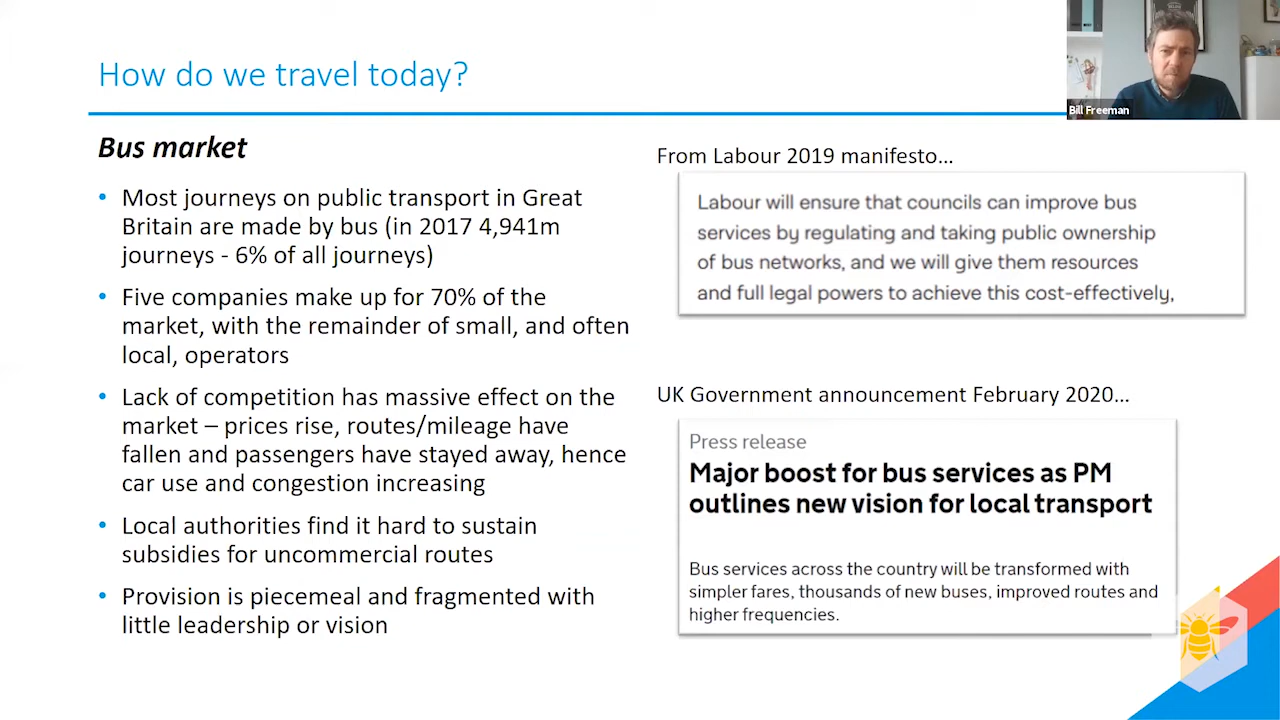 How do we travel today?
Bill Freeman
Bus market
• Most journeys on public transport in Great
Britain are made by bus (in 2017 4,941m
journeys - 6% of all journeys)
• Five companies make up for 70% of the
market, with the remainder of small, and often
local, operators
• Lack of competition has massive effect on the
market – prices rise, routes/mileage have
fallen and passengers have stayed away, hence
car use and congestion increasing
• Local authorities find it hard to sustain
subsidies for uncommercial routes
• Provision is piecemeal and fragmented with
little leadership or vision
From Labour 2019 manifesto…
Labour will ensure that councils can improve bus
services by regulating and taking public ownership
of bus networks, and we will give them resources
and full legal powers to achieve this cost-effectively,
UK Government announcement February 2020…
Press release
Major boost for bus services as PM
outlines new vision for local transport
Bus services across the country will be transformed with
simpler fares, thousands of new buses, improved routes and
higher frequencies.